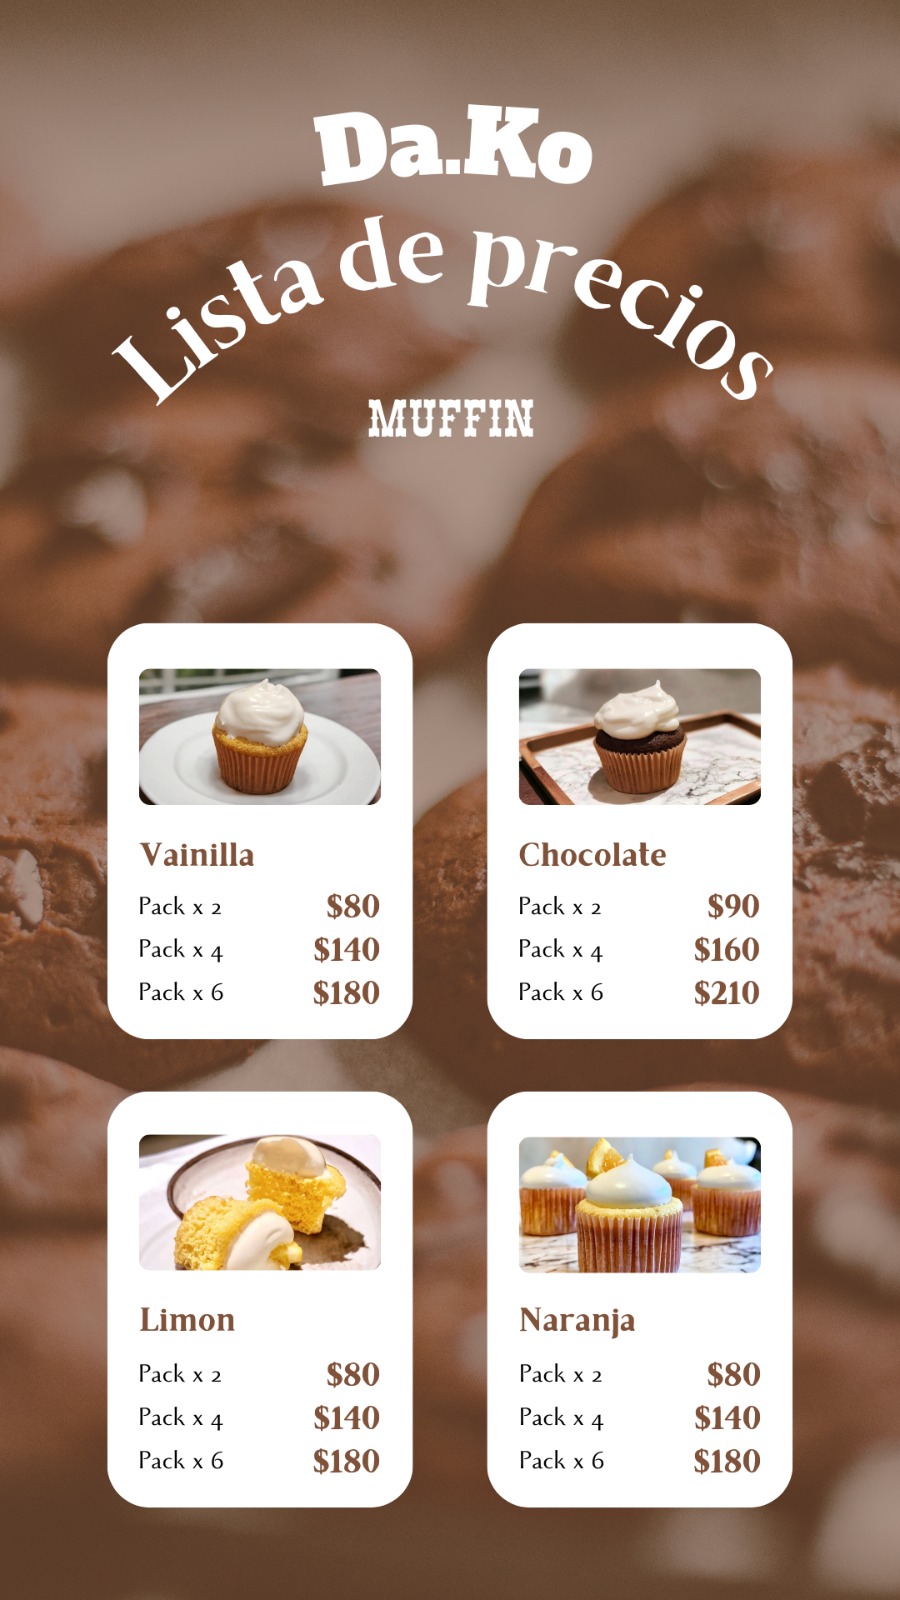 Da.Ko
Lista de precios
MUFFIN
Vainilla
Pack x 2 $80
Pack x 4 $140
Pack x 6 $180
Chocolate
Pack x 2 $90
Pack x 4 $160
Pack x 6 $210
Limon
Pack x 2 $80
Pack x 4 $140
Pack x 6 $180
Naranja
Pack x 2 $80
Pack x 4 $140
Pack x 6 $180